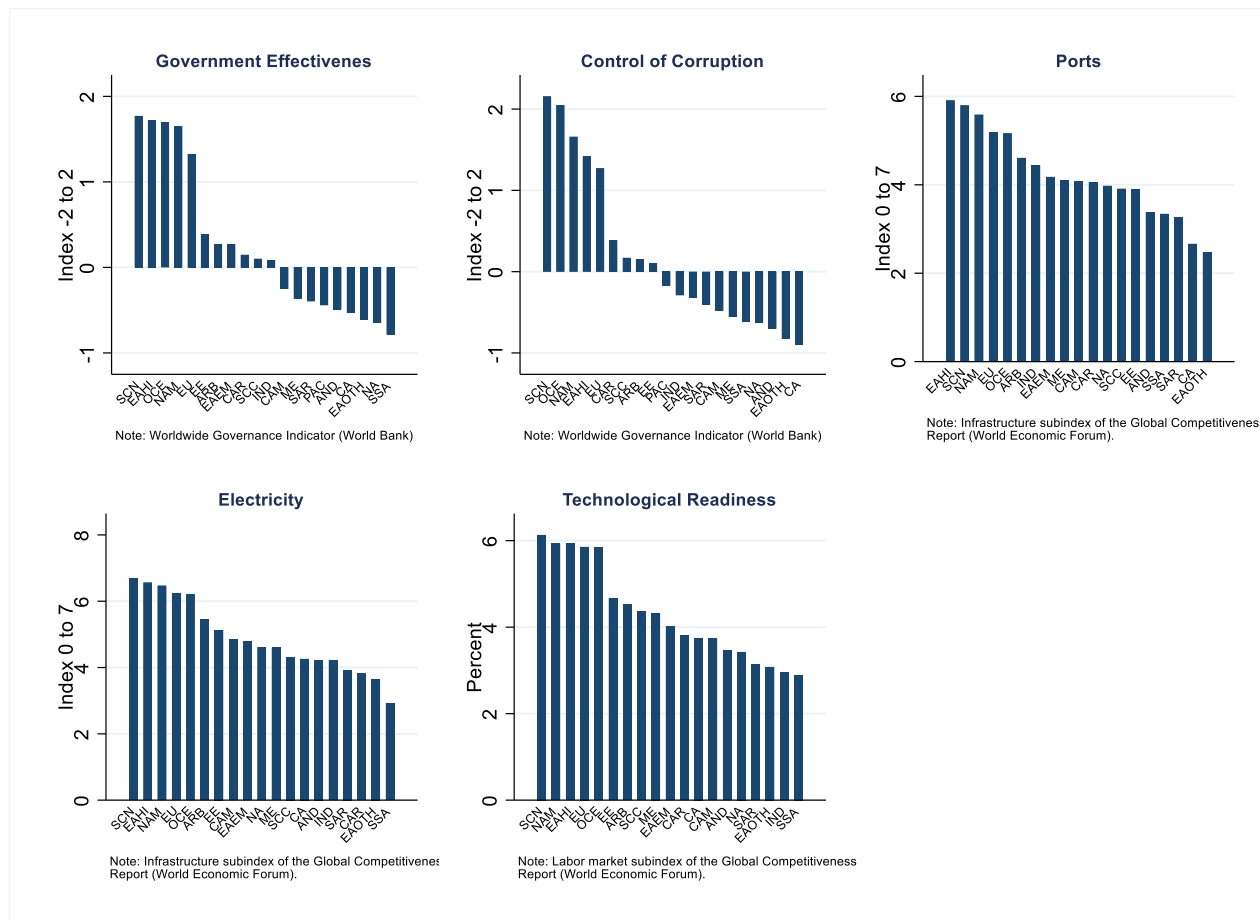 Government Effectivenes
Index -2 to 2
2
1
0
-1
SCN EAHI OCE NAM EU EE ARB EAEM CAR SCC IND CAM ME SAR PAC AND CA EAOTH NA SSA
Note: Worldwide Governance Indicator (World Bank)
Control of Corruption
Index -2 to 2
2
1
0
-1
SCN OCE NAM EAHI EU CAR SCC ARB EE PAC IND EAEM SAR CAM ME SSA NA AND EAOTH CA
Note: Worldwide Governance Indicator (World Bank)
Ports
Index 0 to 7
6
4
2
0
EAHI SCN NAM EU OCE ARB IND EAEM ME CAM CAR NA SCC EE AND SSA SAR CA EAOTH
Note: Infrastructure subindex of the Global Competitivenes
Report (World Economic Forum).
Electricity
Index 0 to 7
8
6
4
2
0
SCN EAHI NAM EU OCE ARB EE CAM EAEM NA ME SCC CA AND IND SAR CAR EAOTH SSA
Note: Infrastructure subindex of the Global Competitivenes
Report (World Economic Forum).
Technological Readiness
Percent
6
4
2
0
SCN NAM EAHI EU OCE EE ARB SCC ME EAEM CAR CA CAM AND NA SAR EAOTH IND SSA
Note: Labor market subindex of the Global Competitiveness
Report (World Economic Forum).